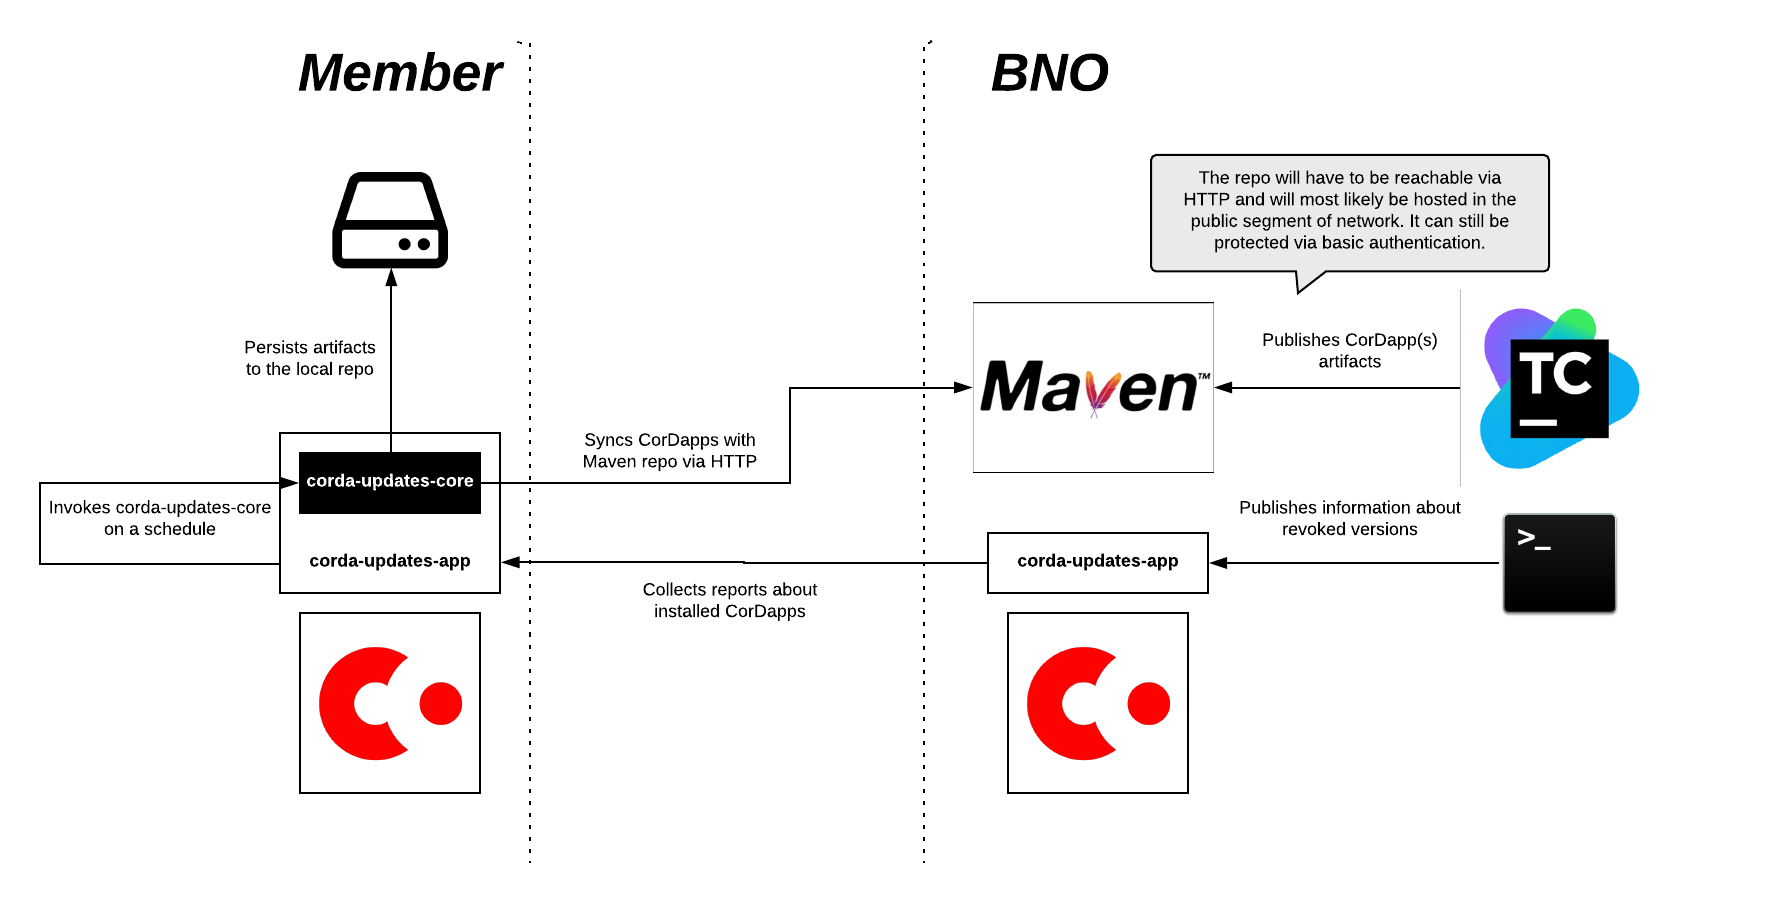 Member
BNO
The repo will have to be reachable via
HTTP and will most likely be hosted in the
public segment of network. It can still be
protected via basic authentication.
Persists artifacts
to the local repo
Publishes CorDapp(s)
artifacts
Maven™
TC
Syncs CorDapps with
Maven repo via HTTP
corda-updates-core
Invokes corda-updates-core
on a schedule
Publishes information about
revoked versions
>_
corda-updates-app
corda-updates-app
Collects reports about
installed CorDapps